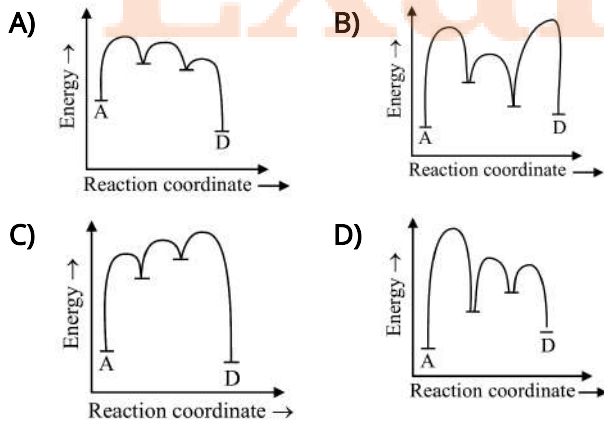 A)
Energy →
A
D
Reaction coordinate →
B)
Energy →
A
D
Reaction coordinate →
C)
Energy →
A
D
Reaction coordinate →
D)
Energy →
A
D
Reaction coordinate →